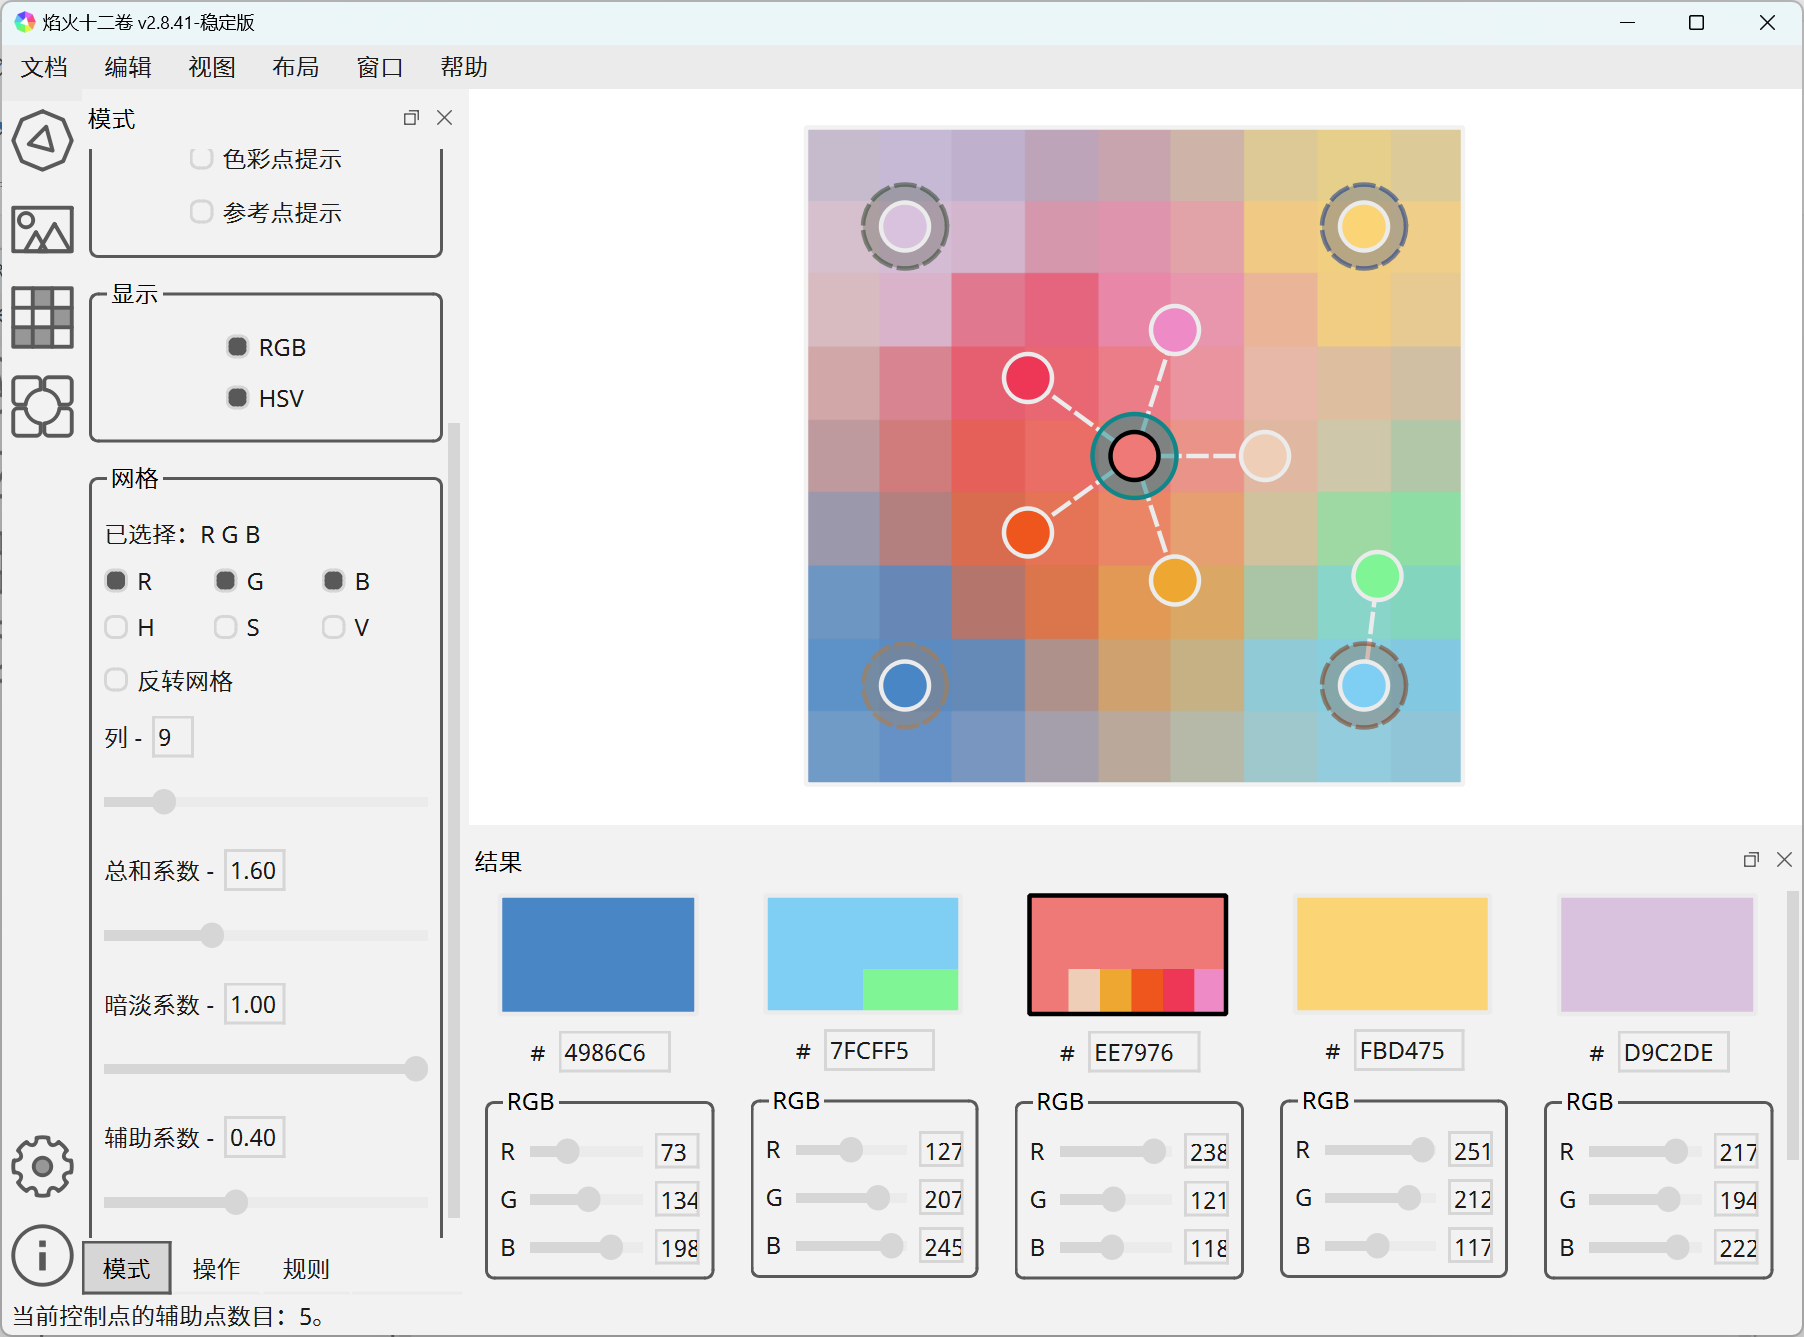 焰火十二卷 v2.8.41-稳定版
文档 编辑 视图 布局 窗口 帮助
模式
色彩点提示
参考点提示
显示
RGB
HSV
网格
已选择：R G B
R G B
H S V
反转网格
列 - 9
总和系数 - 1.60
暗淡系数 - 1.00
辅助系数 - 0.40
模式 操作 规则
结果
# 4986C6 # 7FCFF5 # EE7976 # FBD475 # D9C2DE
RGB RGB RGB RGB RGB
R 73 R 127 R 238 R 251 R 217
G 134 G 207 G 121 G 212 G 194
B 198 B 245 B 118 B 117 B 222
当前控制点的辅助点数目：5。